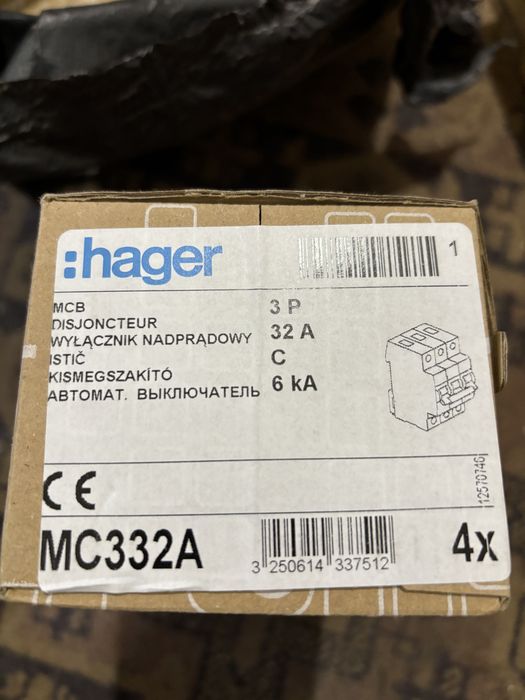 :hager
1
MCB
3 P
DISJONCTEUR
32 A
WYŁĄCZNIK NADPRĄDOWY
C
ISTIČ
6 kA
KISMEGSZAKÍTÓ
АВТОМАТ. ВЫКЛЮЧАТЕЛЬ
12570746
CE
MC332A
3 250614 337512
4x